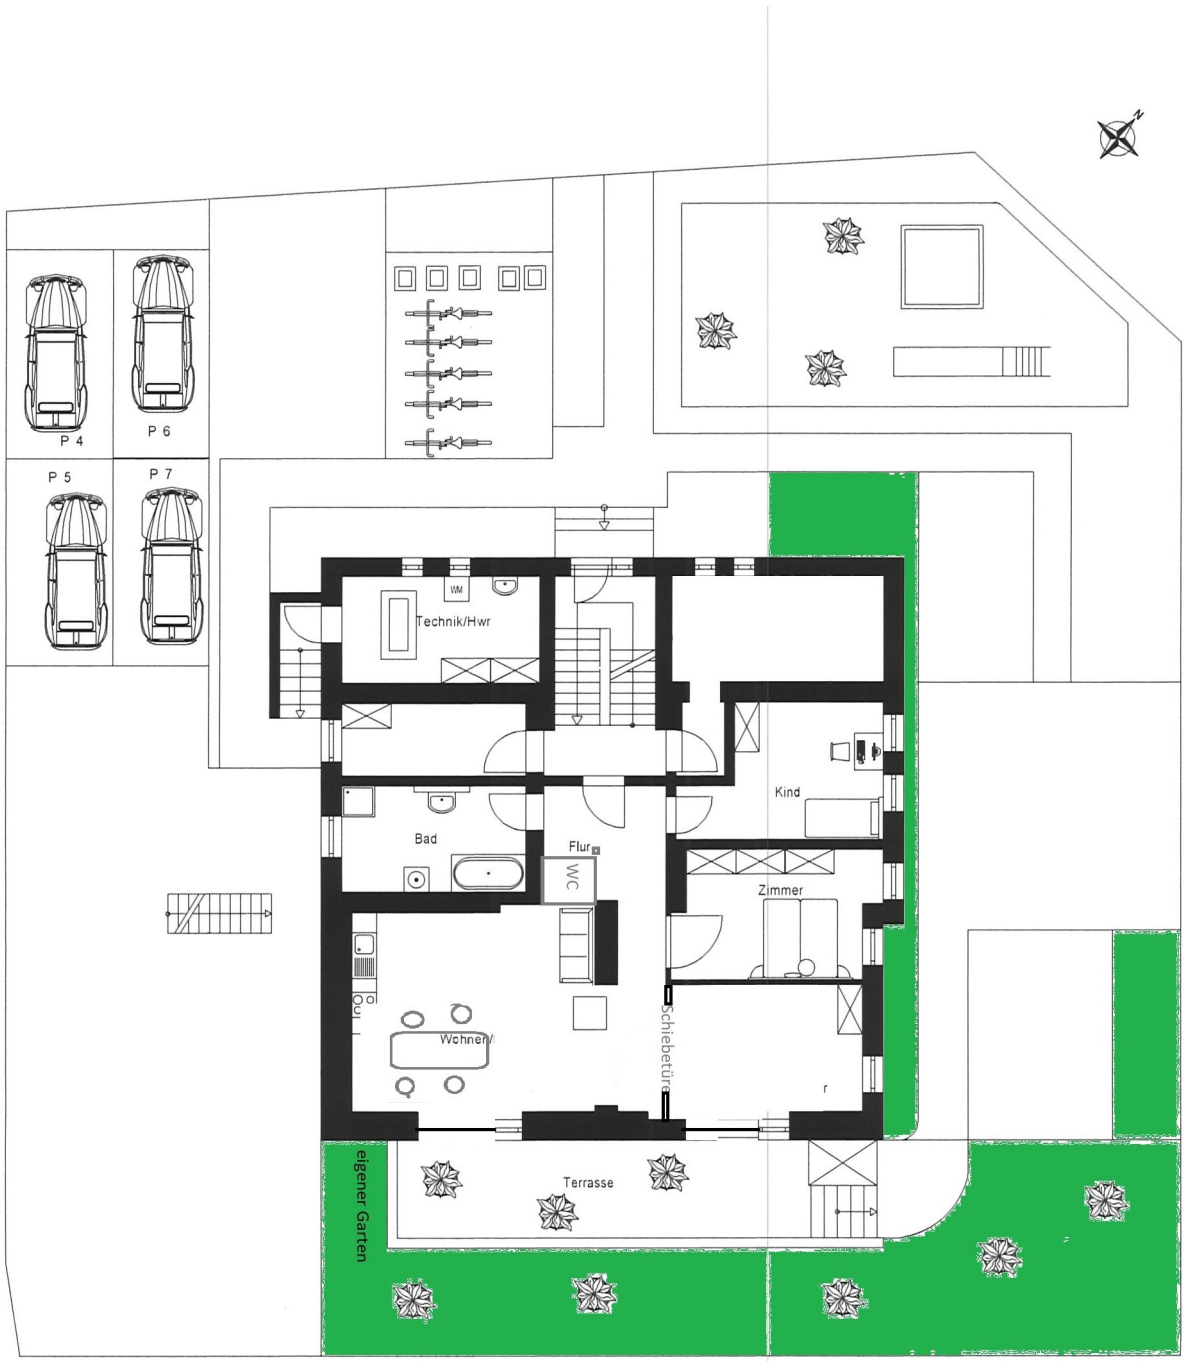 N
P 4
P 6
P 5
P 7
WM
Technik/Hwr
Kind
Bad
Flur
WC
Zimmer
Schiebetüre
Wohnen/
r
eigener Garten
Terrasse